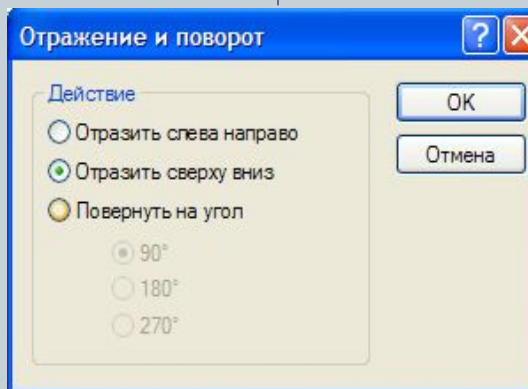 Отражение и поворот
Действие
Отразить слева направо
Отразить сверху вниз
Повернуть на угол
90°
180°
270°
OK
Отмена